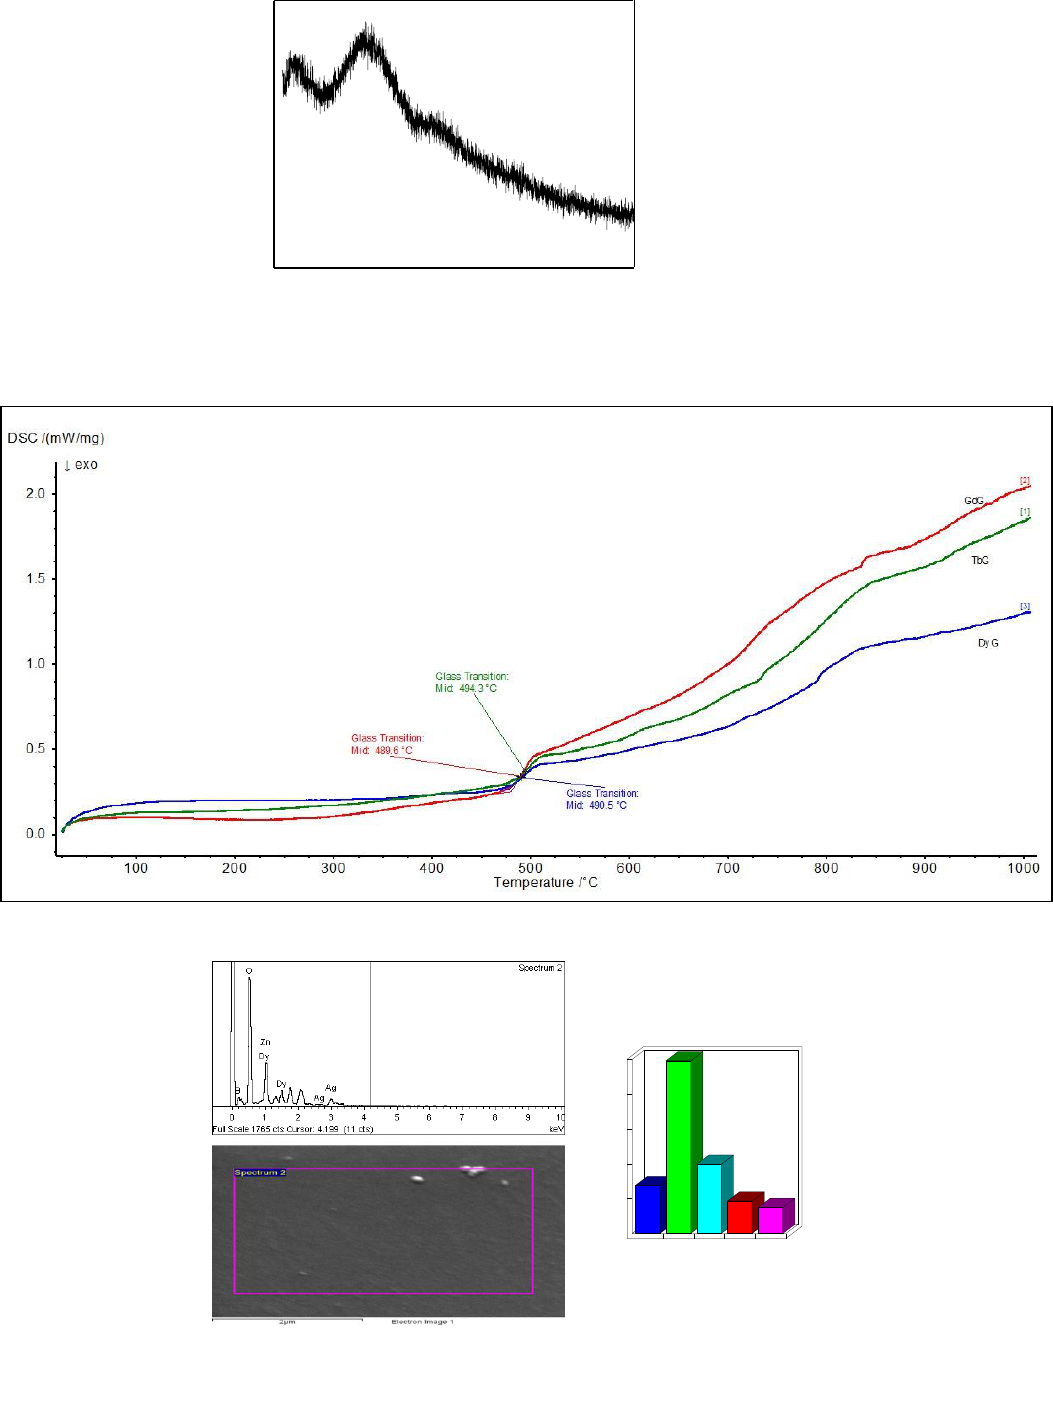 DSC /(mW/mg)
↓ exo
2.0
1.5
1.0
0.5
0.0
[2]
GdG
[1]
TbG
[3]
Dy G
Glass Transition:
Mid: 494.3 °C
Glass Transition:
Mid: 489.6 °C
Glass Transition:
Mid: 490.5 °C
100 200 300 400 500 600 700 800 900 1000
Temperature /°C
Spectrum 2
O
Zn
Dy
B
Dy
Ag
Ag
0 1 2 3 4 5 6 7 8 9 10
Full Scale 1765 cts Cursor: 4.199 (11 cts) keV
Spectrum 2
2µm Electron Image 1